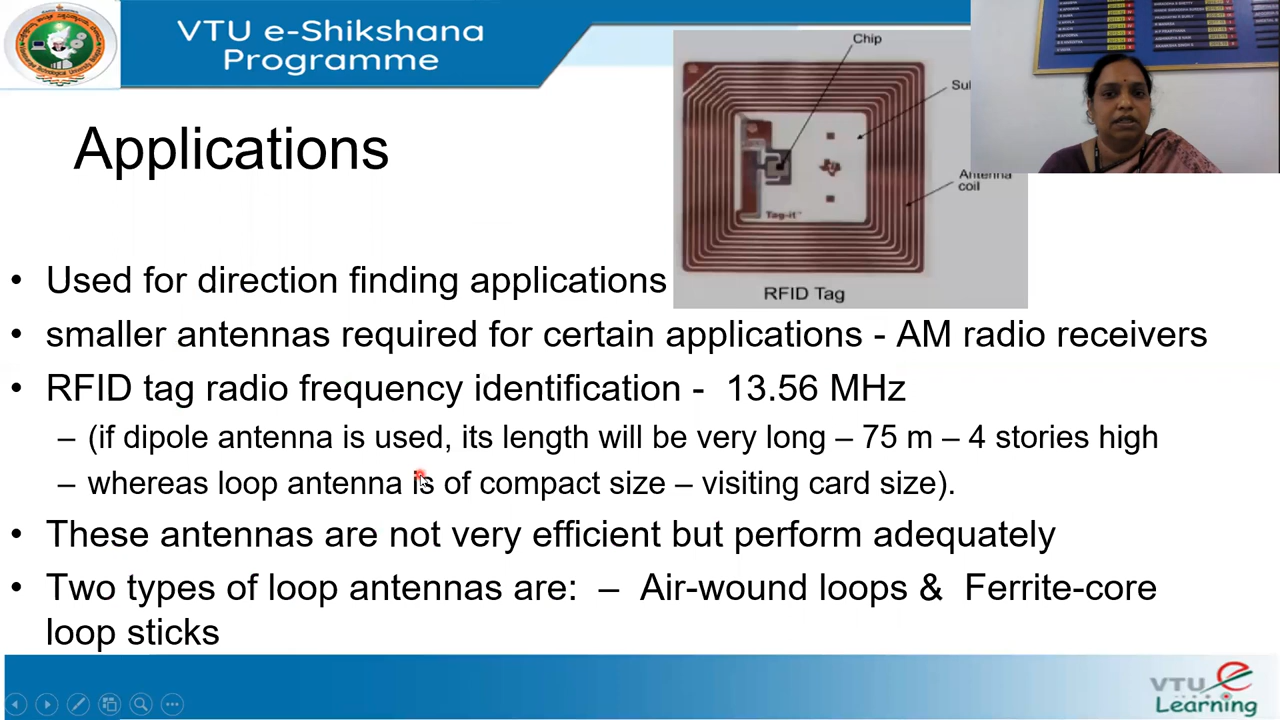 VTU e-Shikshana
Programme
Chip
Antenna
coil
Tag-it™
RFID Tag
Applications
• Used for direction finding applications
• smaller antennas required for certain applications - AM radio receivers
• RFID tag radio frequency identification - 13.56 MHz
– (if dipole antenna is used, its length will be very long – 75 m – 4 stories high
– whereas loop antenna is of compact size – visiting card size).
• These antennas are not very efficient but perform adequately
• Two types of loop antennas are: – Air-wound loops & Ferrite-core
loop sticks
VTU e
Learning